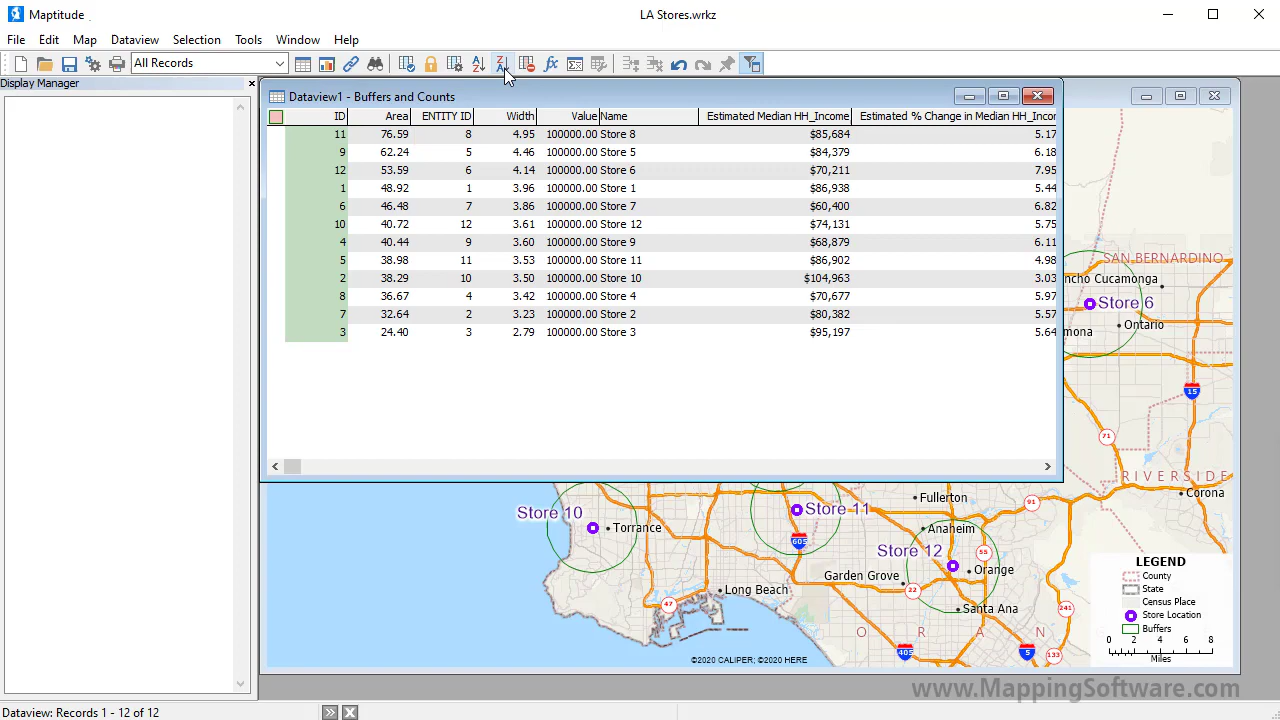 Maptitude
LA Stores.wrkz
File Edit Map Dataview Selection Tools Window Help
All Records
Display Manager
Dataview1 - Buffers and Counts
ID Area ENTITY ID Width Value Name Estimated Median HH_Income Estimated % Change in Median HH_Incor
11 76.59 8 4.95 100000.00 Store 8 $85,684 5.17
9 62.24 5 4.46 100000.00 Store 5 $84,379 6.18
12 53.59 6 4.14 100000.00 Store 6 $70,211 7.95
1 48.92 1 3.96 100000.00 Store 1 $86,938 5.44
6 46.48 7 3.86 100000.00 Store 7 $60,400 6.82
10 40.72 12 3.61 100000.00 Store 12 $74,131 5.75
4 40.44 9 3.60 100000.00 Store 9 $68,879 6.11
5 38.98 11 3.53 100000.00 Store 11 $86,902 4.98
2 38.29 10 3.50 100000.00 Store 10 $104,963 3.03
8 36.67 4 3.42 100000.00 Store 4 $70,677 5.97
7 32.64 2 3.23 100000.00 Store 2 $80,382 5.57
3 24.40 3 2.79 100000.00 Store 3 $95,197 5.64
SAN BERNARDINO
ncho Cucamonga
Store 6
Ontario
mona
15
71
RIVERSIDE
Corona
Fullerton
91
Store 10
Torrance
Store 11
605
Anaheim
Store 12
55
Orange
Garden Grove
22
Long Beach
47
Santa Ana
241
O R A N
405
5
133
LEGEND
County
State
Census Place
Store Location
Buffers
0 2 4 6 8
Miles
©2020 CALIPER; ©2020 HERE
www.MappingSoftware.com
Dataview: Records 1 - 12 of 12